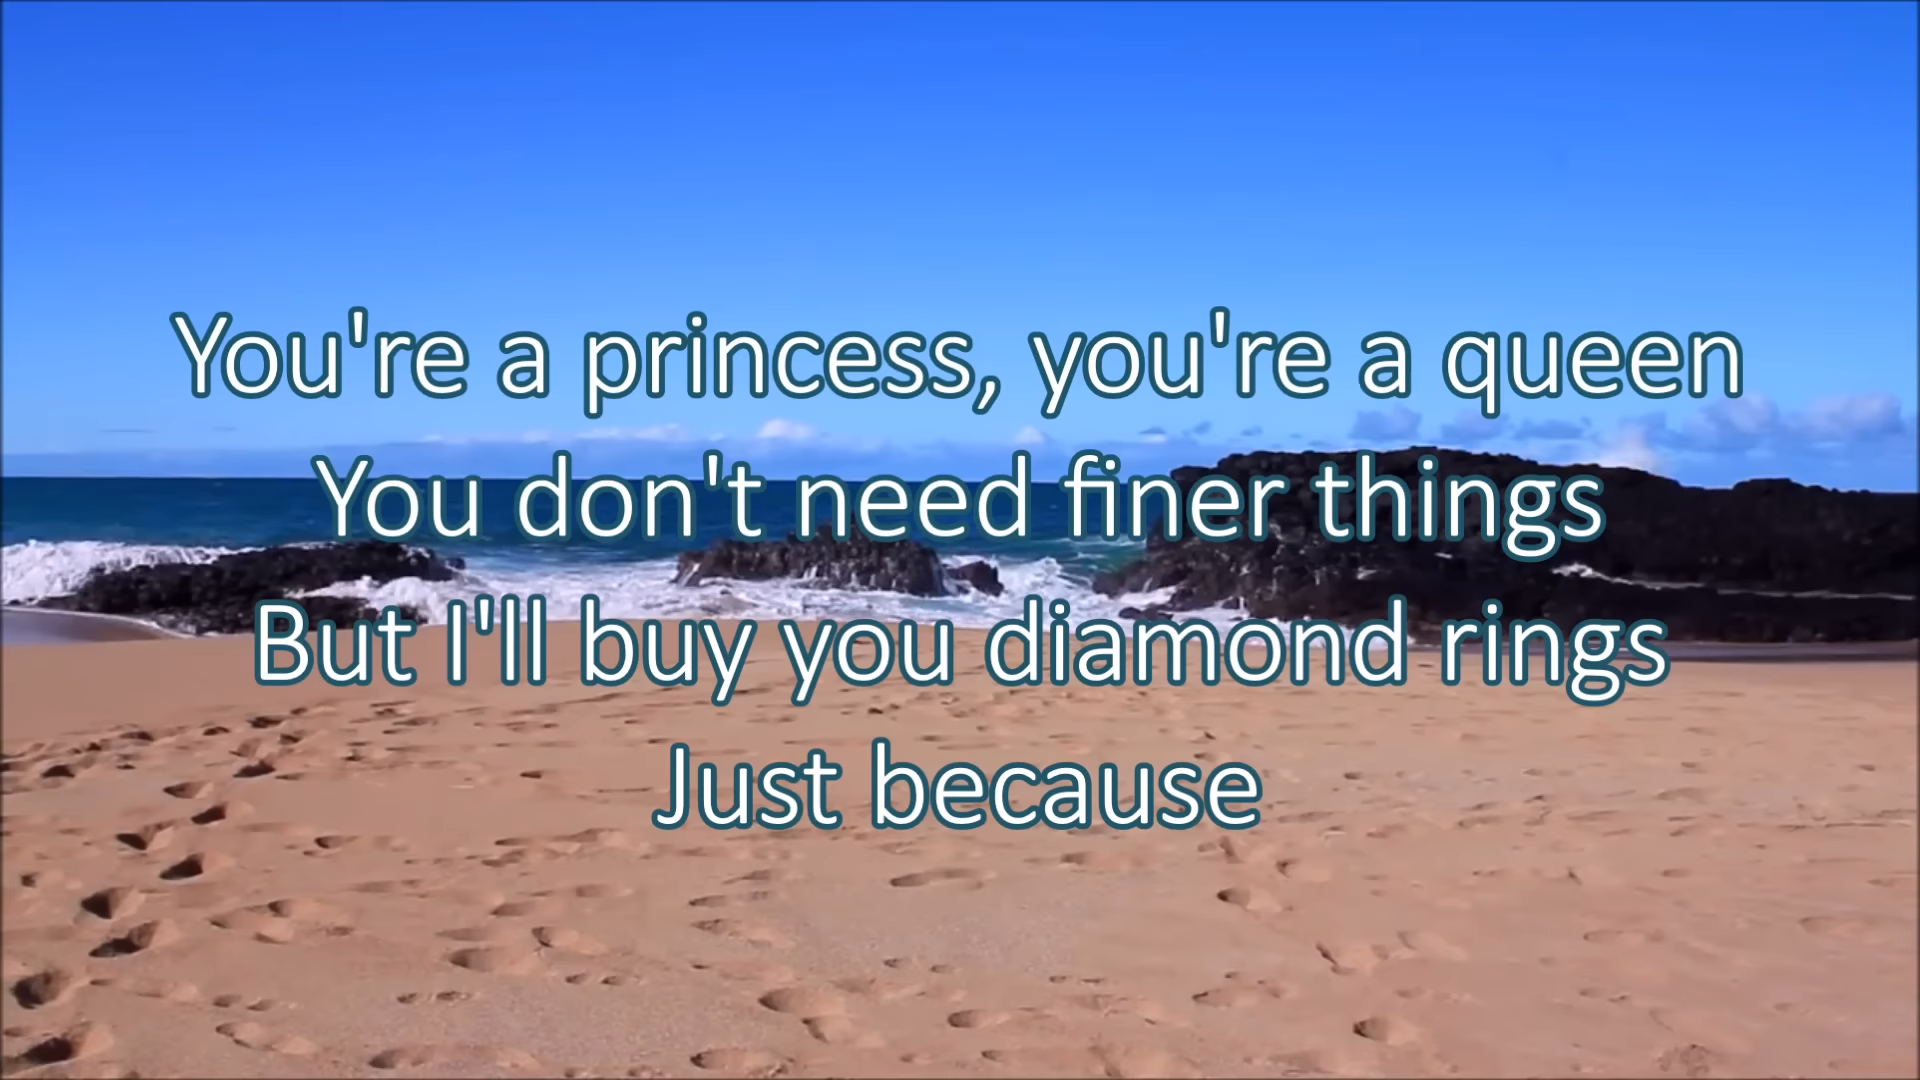 You're a princess, you're a queen
You don't need finer things
But I'll buy you diamond rings
Just because